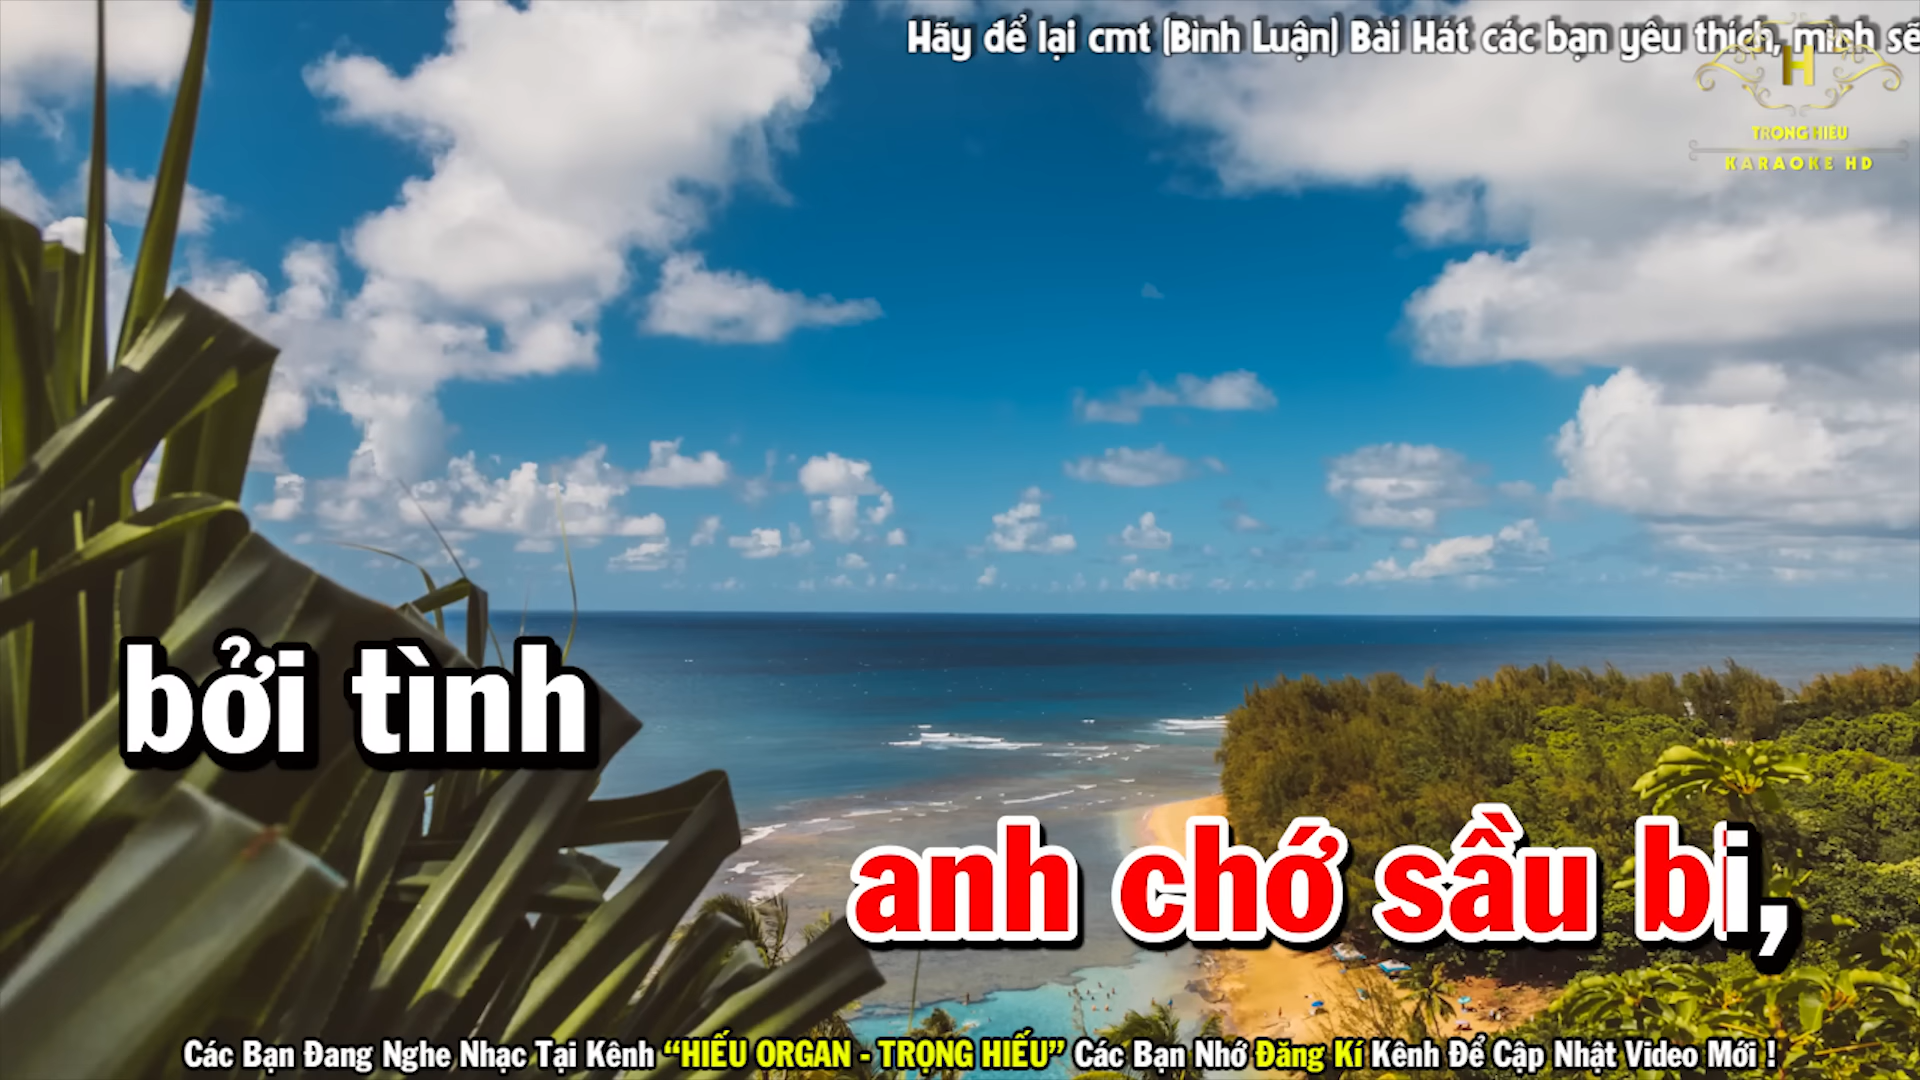 Hãy để lại cmt (Bình Luận) Bài Hát các bạn yêu thích, mình sẽ
H
TRỌNG HIẾU
KARAOKE HD
bởi tình
anh chớ sầu bi,
Các Bạn Đang Nghe Nhạc Tại Kênh “HIẾU ORGAN - TRỌNG HIẾU” Các Bạn Nhớ Đăng Kí Kênh Để Cập Nhật Video Mới !